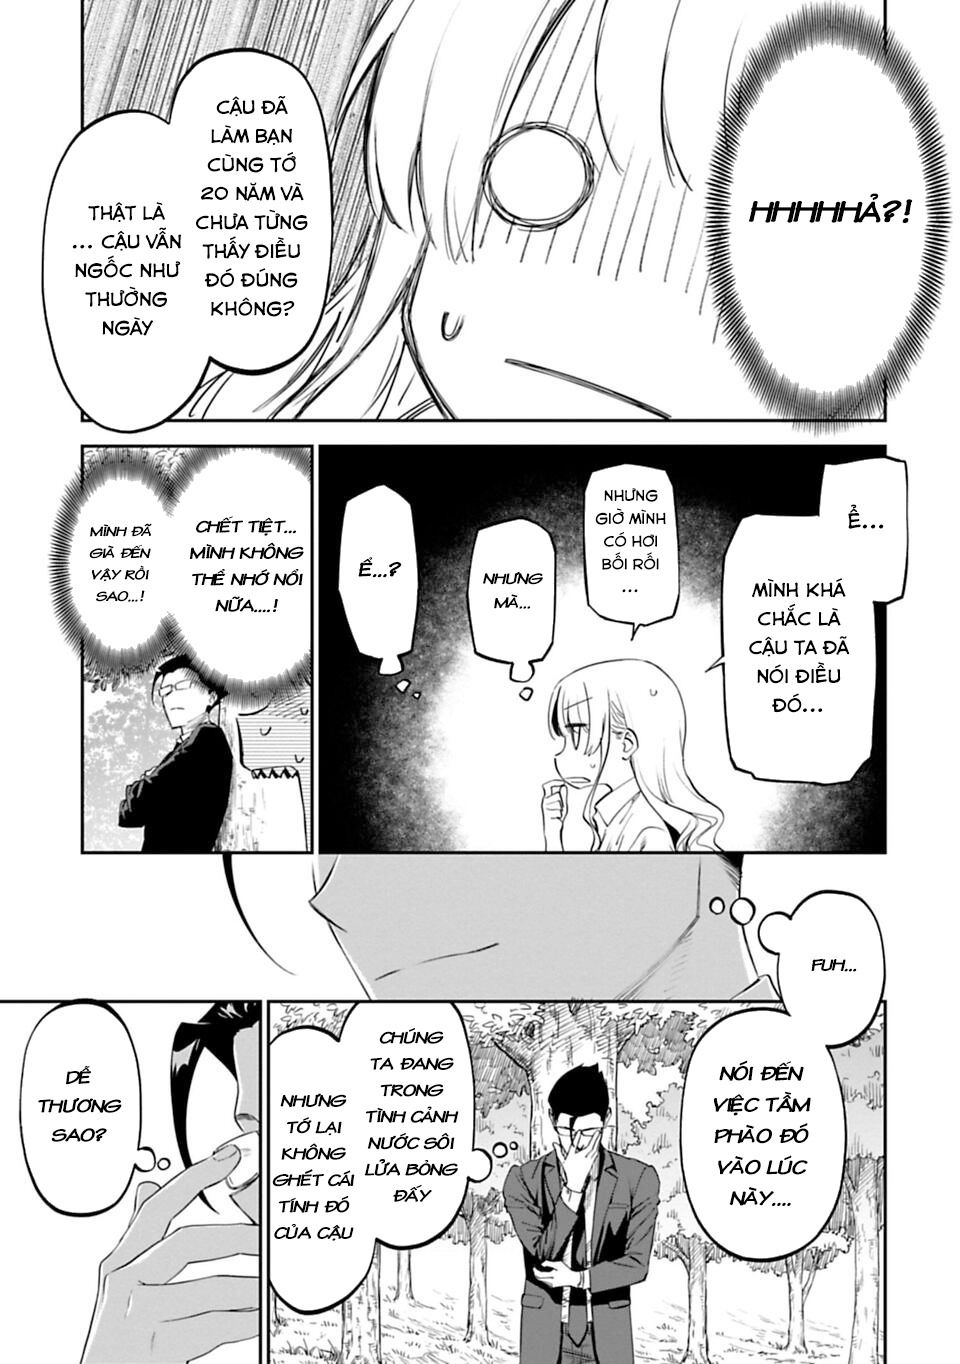 HHHHHẢ?!
CẬU ĐÃ
LÀM BẠN
CÙNG TỚ
20 NĂM VÀ
CHƯA TỪNG
THẤY ĐIỀU
ĐÓ ĐÚNG
KHÔNG?
THẬT LÀ
... CẬU VẪN
NGỐC NHƯ
THƯỜNG
NGÀY
Ể...
MÌNH KHÁ
CHẮC LÀ
CẬU TA ĐÃ
NÓI ĐIỀU
ĐÓ...
NHƯNG
GIỜ MÌNH
CÓ HƠI
BỐI RỐI
...
NHƯNG
MÀ...
Ể...?
CHẾT TIỆT...
MÌNH KHÔNG
THỂ NHỚ NỔI
NỮA....!
MÌNH ĐÃ
GIÀ ĐẾN
VẬY RỒI
SAO...!
FUH...
NÓI ĐẾN
VIỆC TẦM
PHÀO ĐÓ
VÀO LÚC
NÀY....
CHÚNG
TA ĐANG
TRONG
TÌNH CẢNH
NƯỚC SÔI
LỬA BỎNG
ĐẤY
NHƯNG
TỚ LẠI
KHÔNG
GHÉT CÁI
TÍNH ĐÓ
CỦA CẬU
DỄ
THƯƠNG
SAO?